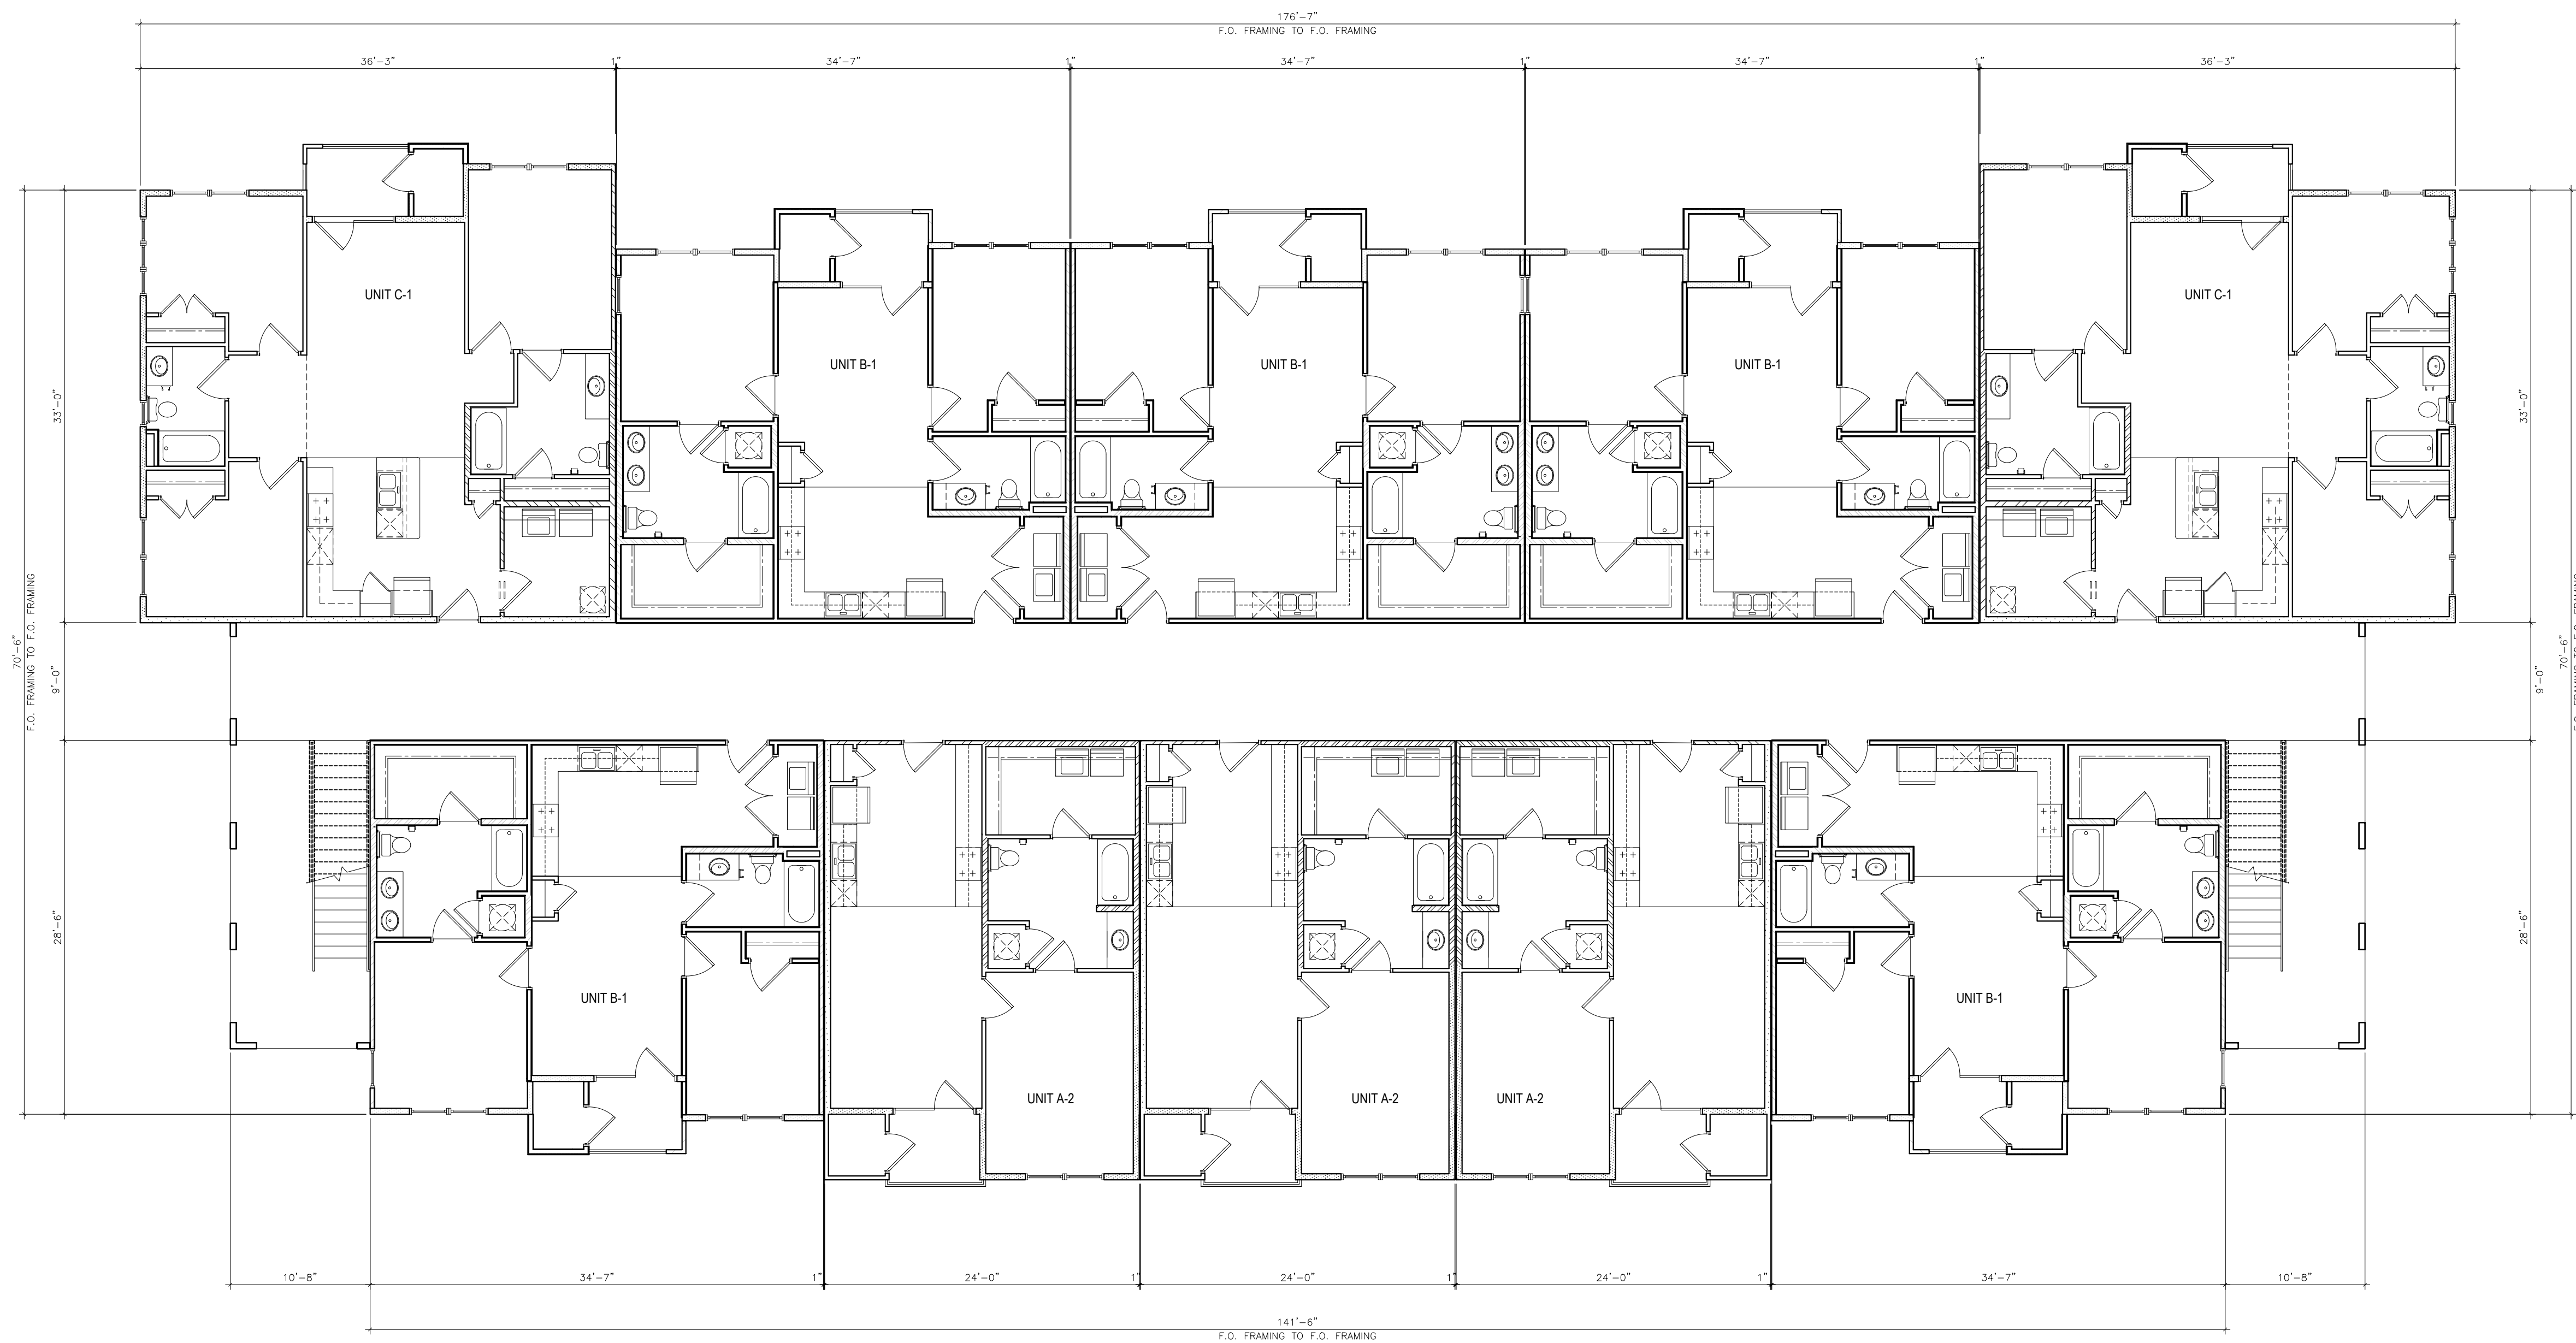 176'-7"
F.O. FRAMING TO F.O. FRAMING
36'-3" 1" 34'-7" 1" 34'-7" 1" 34'-7" 1" 36'-3"
UNIT C-1 UNIT C-1
UNIT B-1 UNIT B-1 UNIT B-1
33'-0" 33'-0"
70'-6"
F.O. FRAMING TO F.O. FRAMING
9'-0" 9'-0"
70'-6"
28'-6" 28'-6"
UNIT B-1 UNIT B-1
UNIT A-2 UNIT A-2 UNIT A-2
10'-8" 34'-7" 1" 24'-0" 1" 24'-0" 1" 24'-0" 1" 34'-7" 10'-8"
141'-6"
F.O. FRAMING TO F.O. FRAMING